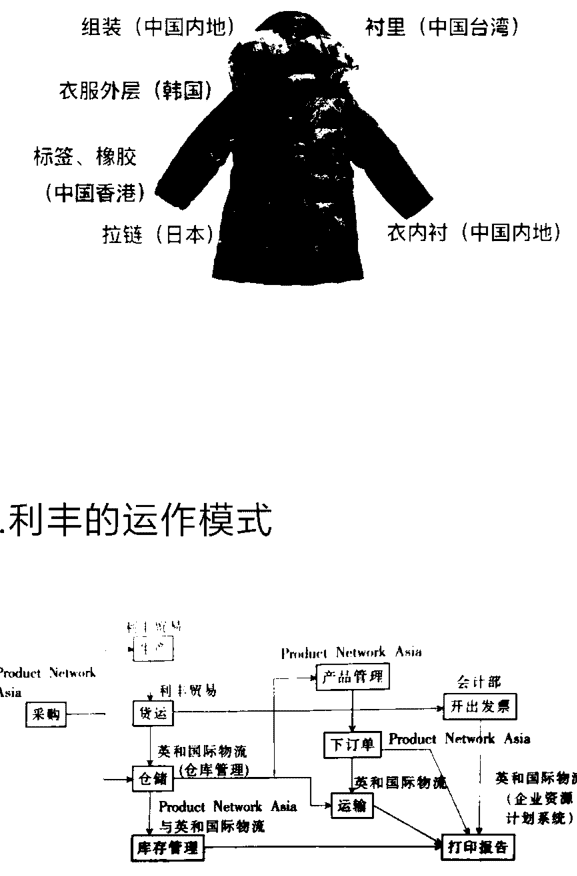 组装（中国内地）
衬里（中国台湾）
衣服外层（韩国）
标签、橡胶
（中国香港）
拉链（日本）
衣内衬（中国内地）
.利丰的运作模式
利丰贸易
生产
Product Network Asia
产品管理
Product Network
Asia
采购
利丰贸易
货运
会计部
开出发票
下订单
Product Network Asia
英和国际物流
（仓库管理）
仓储
英和国际物流
运输
英和国际物流
（企业资源
计划系统）
Product Network Asia
与英和国际物流
库存管理
打印报告